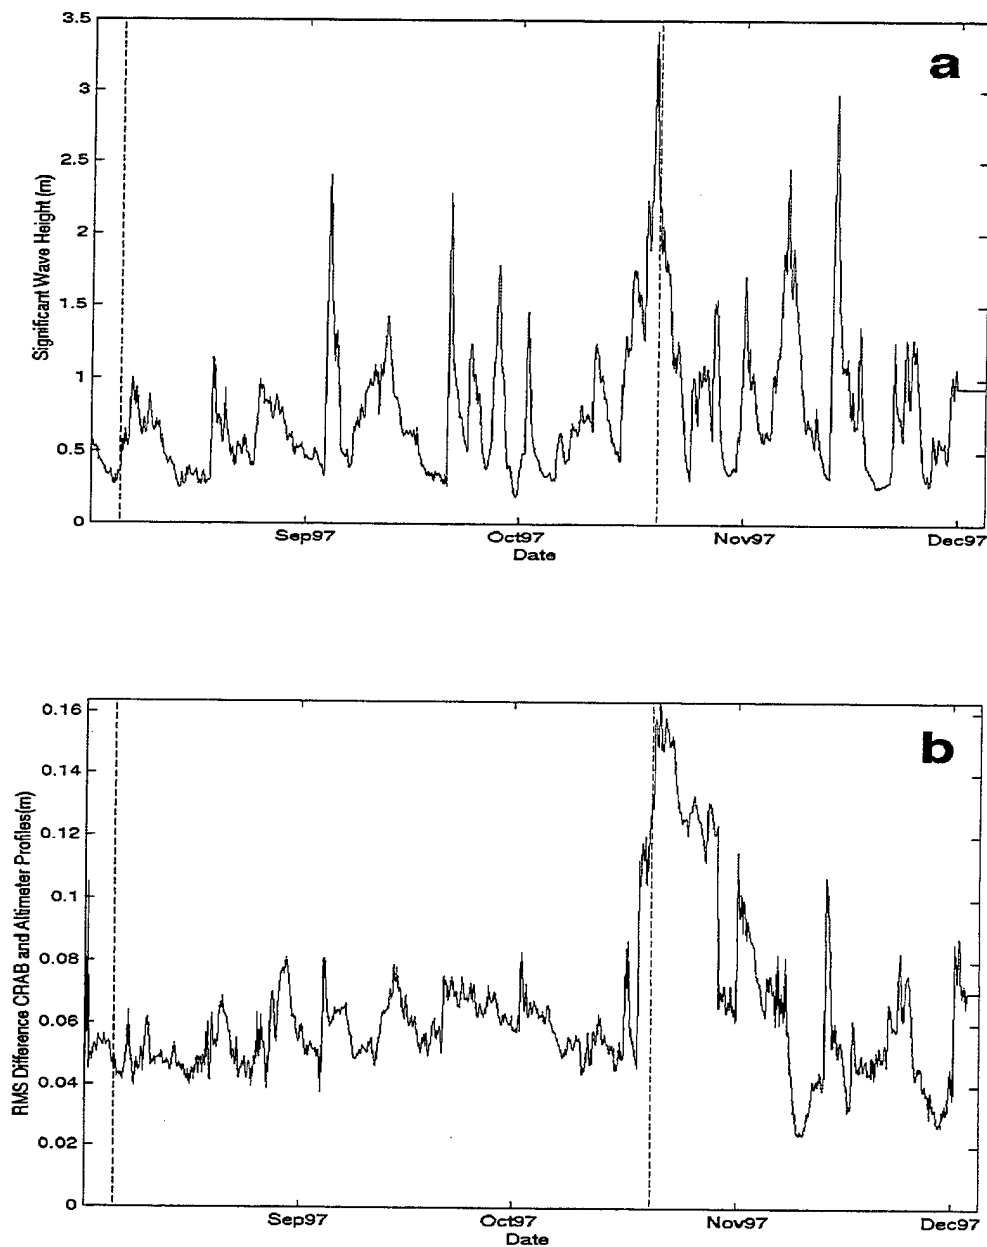 3.5
a
3
2.5
2
1.5
1
0.5
0
Significant Wave Height (m)
Sep97
Oct97
Nov97
Dec97
Date
0.16
b
0.14
0.12
0.1
0.08
0.06
0.04
0.02
0
RMS Difference CRAB and Altimeter Profiles(m)
Sep97
Oct97
Nov97
Dec97
Date